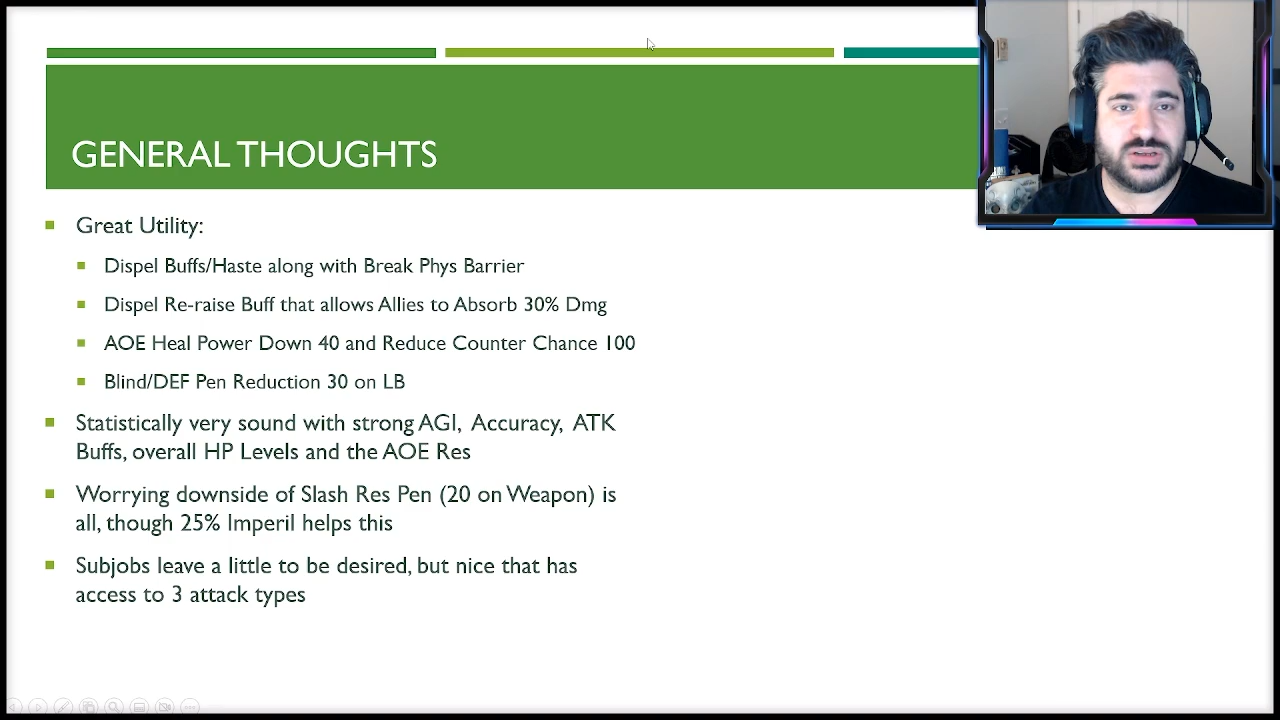 GENERAL THOUGHTS
Great Utility:
Dispel Buffs/Haste along with Break Phys Barrier
Dispel Re-raise Buff that allows Allies to Absorb 30% Dmg
AOE Heal Power Down 40 and Reduce Counter Chance 100
Blind/DEF Pen Reduction 30 on LB
Statistically very sound with strong AGI, Accuracy, ATK
Buffs, overall HP Levels and the AOE Res
Worrying downside of Slash Res Pen (20 on Weapon) is
all, though 25% Imperil helps this
Subjobs leave a little to be desired, but nice that has
access to 3 attack types